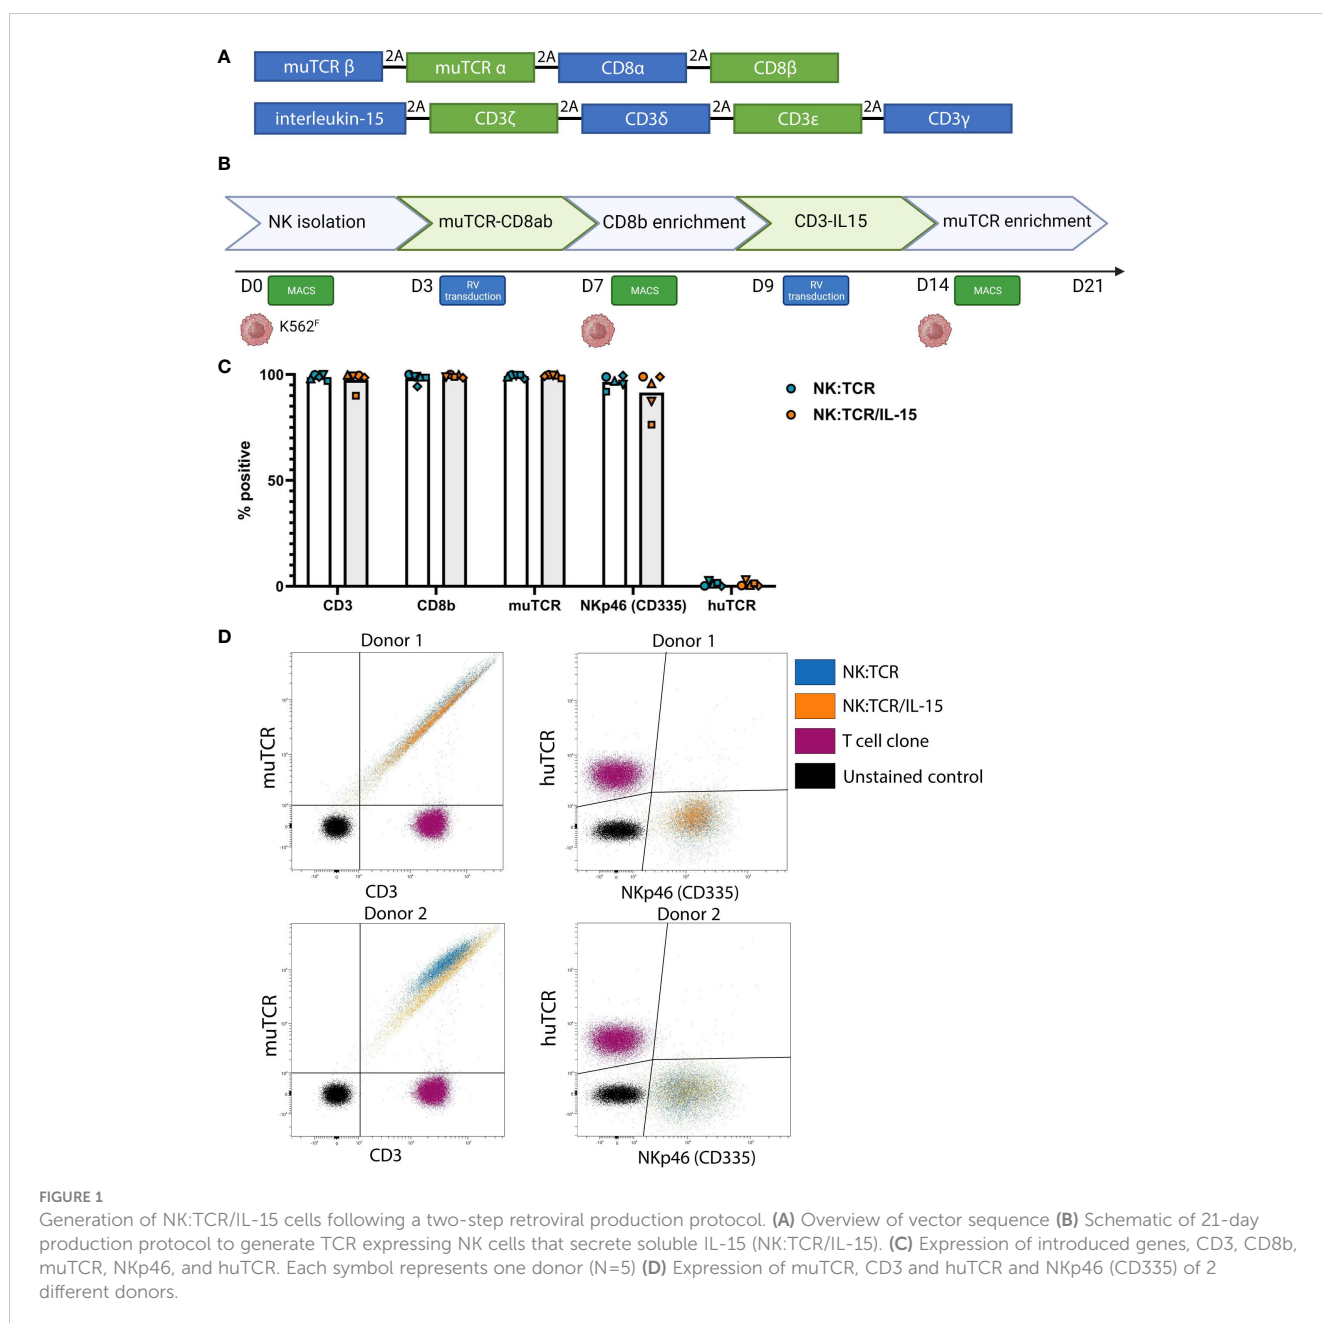 A
muTCR β 2A muTCR α 2A CD8α 2A CD8β
interleukin-15 2A CD3ζ 2A CD3δ 2A CD3ε 2A CD3γ
B
NK isolation muTCR-CD8ab CD8b enrichment CD3-IL15 muTCR enrichment
D0 MACS D3 RV transduction D7 MACS D9 RV transduction D14 MACS D21
K562F
C
100
50
0
% positive
CD3 CD8b muTCR NKp46 (CD335) huTCR
NK:TCR
NK:TCR/IL-15
D
Donor 1
muTCR
CD3
Donor 1
huTCR
NKp46 (CD335)
NK:TCR
NK:TCR/IL-15
T cell clone
Unstained control
Donor 2
muTCR
CD3
Donor 2
huTCR
NKp46 (CD335)
FIGURE 1
Generation of NK:TCR/IL-15 cells following a two-step retroviral production protocol. (A) Overview of vector sequence (B) Schematic of 21-day
production protocol to generate TCR expressing NK cells that secrete soluble IL-15 (NK:TCR/IL-15). (C) Expression of introduced genes, CD3, CD8b,
muTCR, NKp46, and huTCR. Each symbol represents one donor (N=5) (D) Expression of muTCR, CD3 and huTCR and NKp46 (CD335) of 2
different donors.